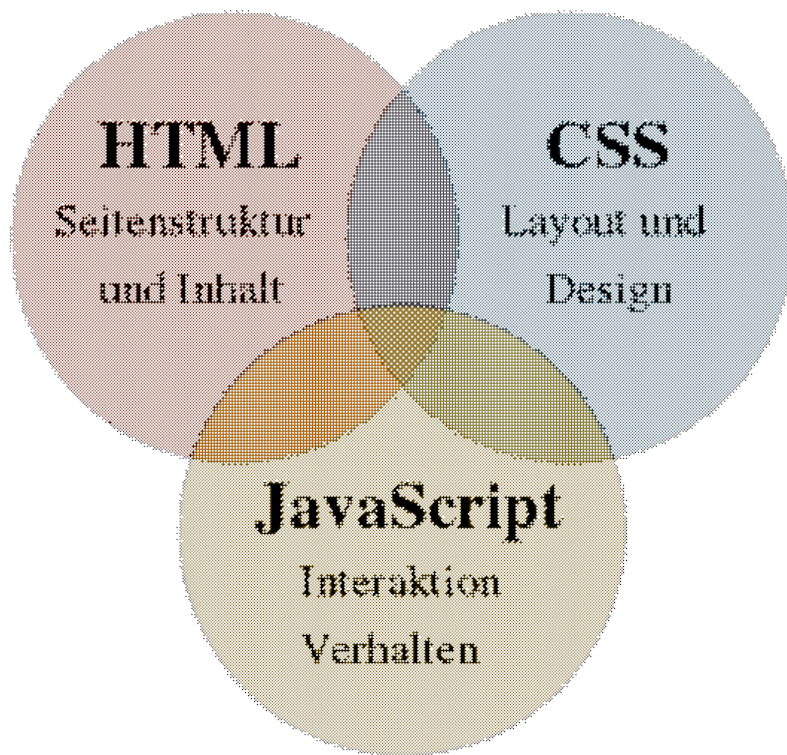 HTML
Seitenstruktur
und Inhalt
CSS
Layout und
Design
JavaScript
Interaktion
Verhalten